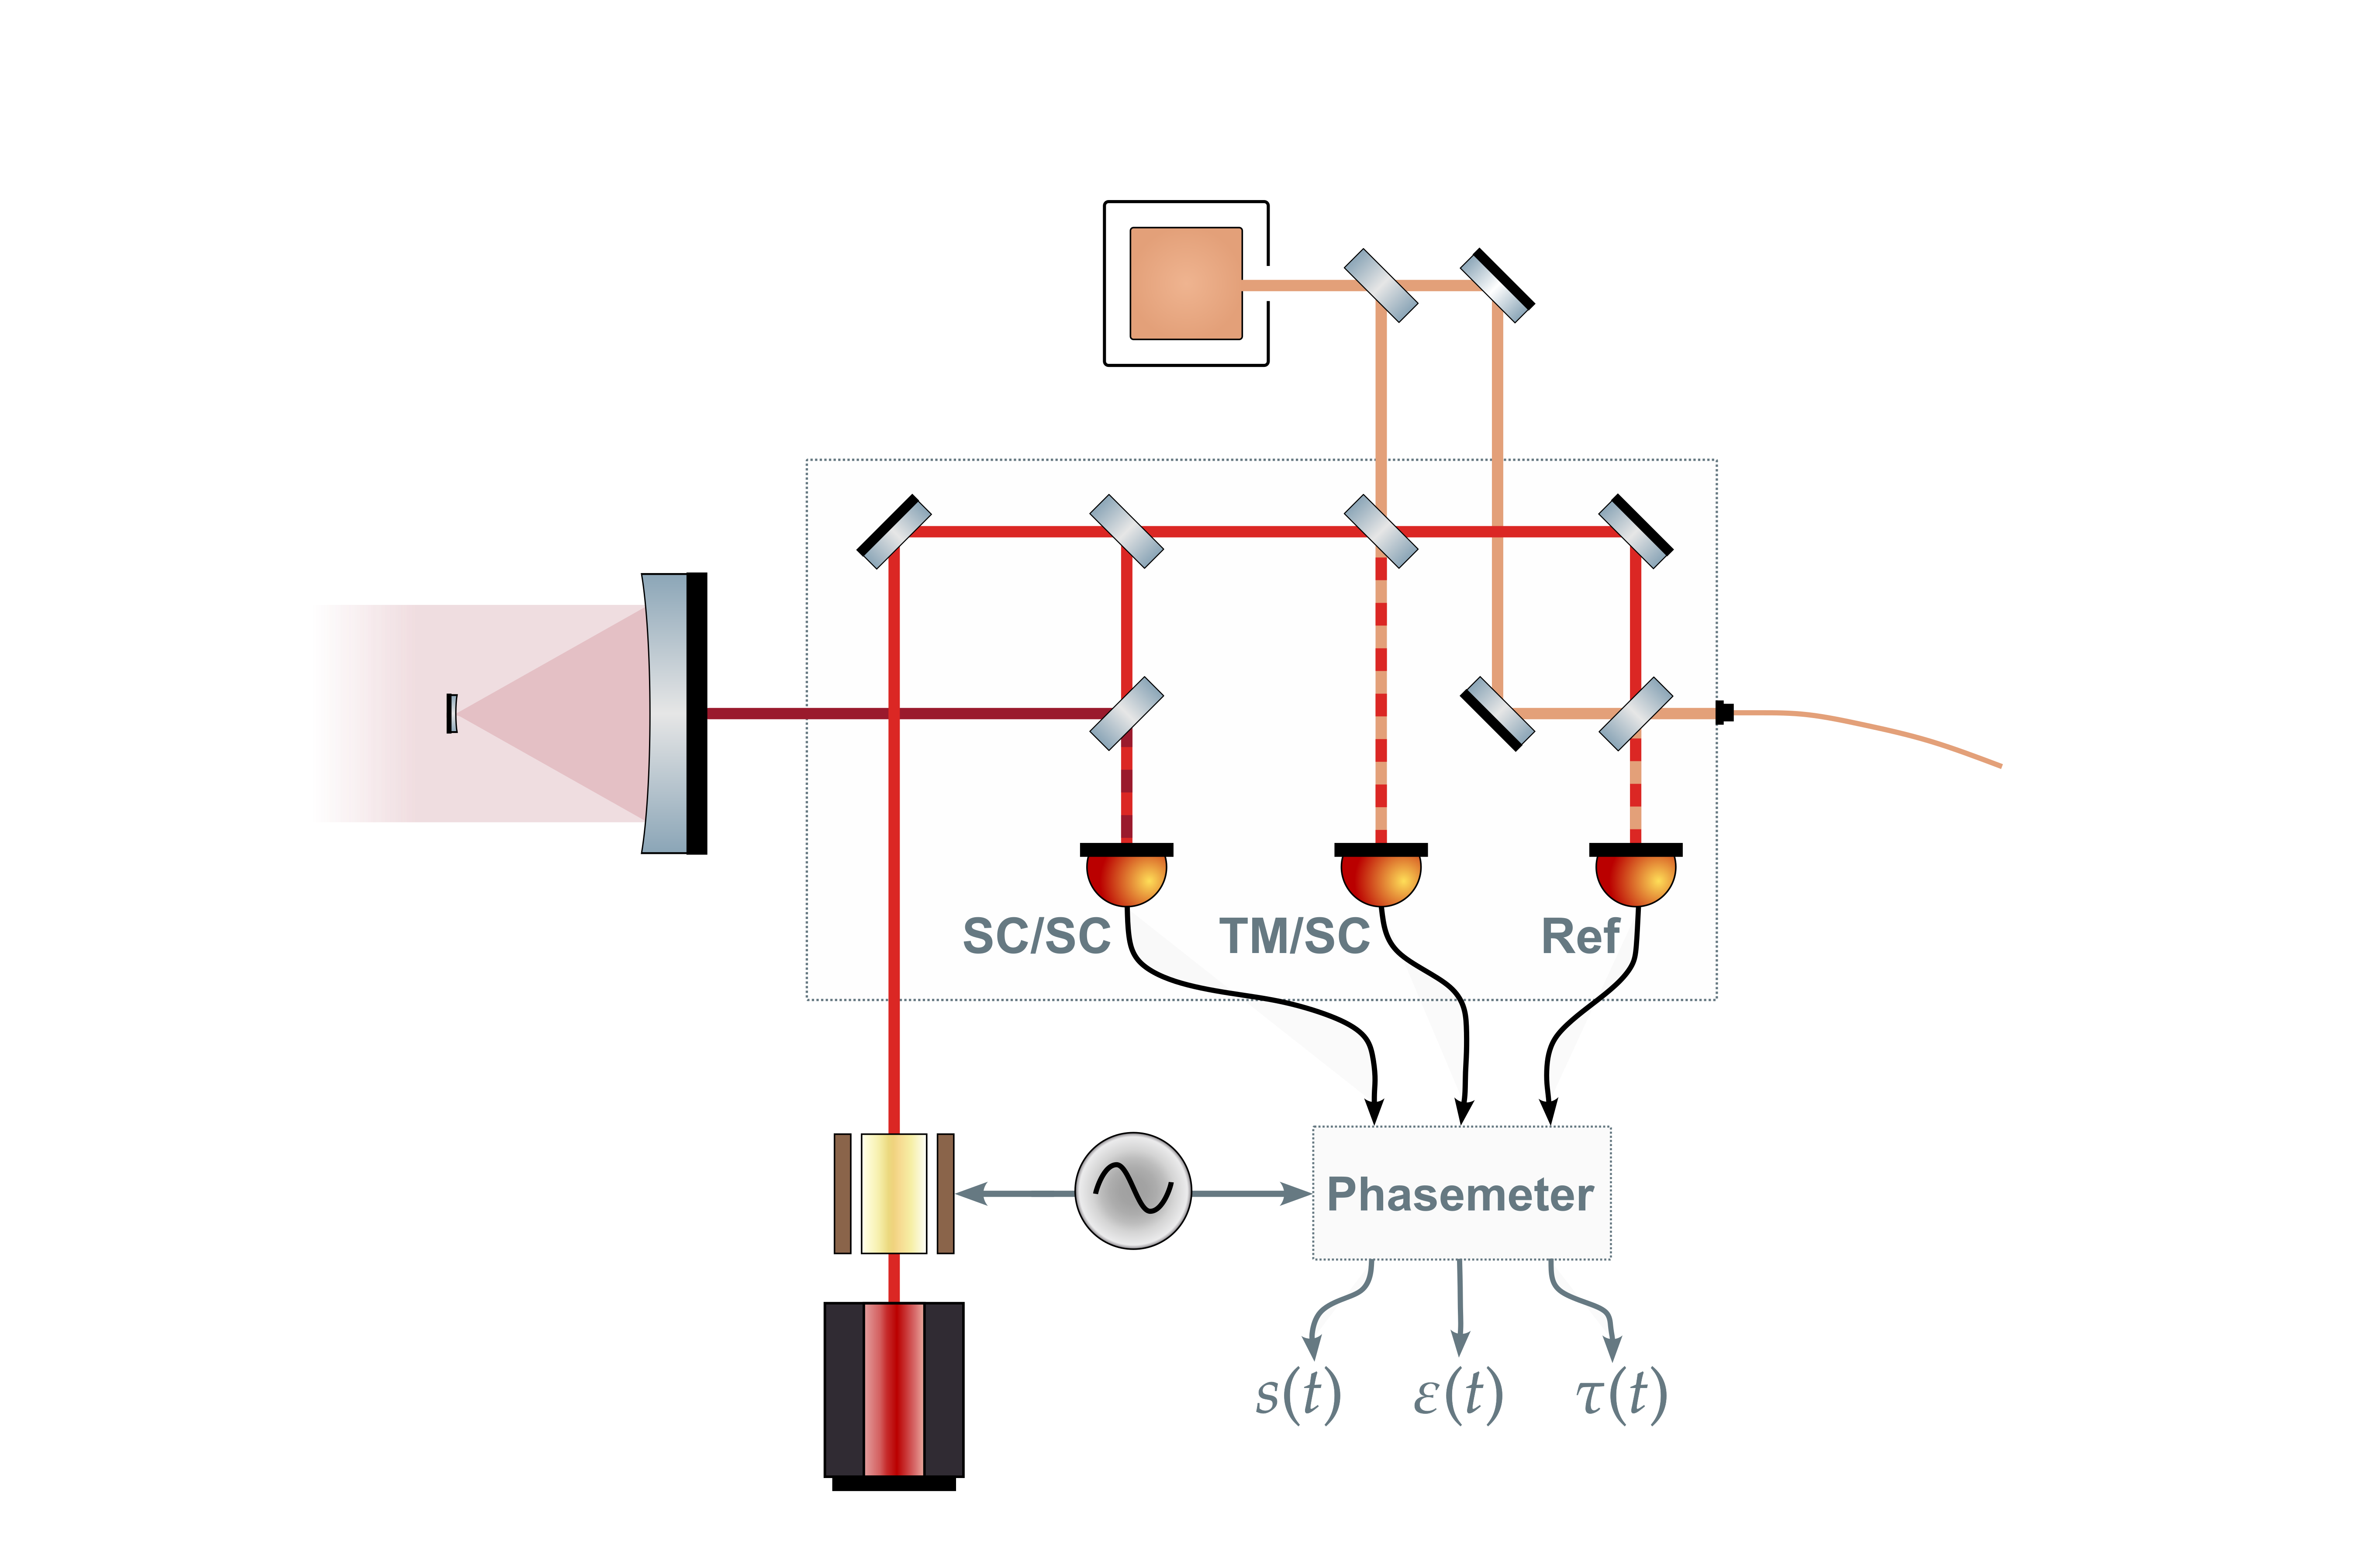 SC/SC
TM/SC
Ref
Phasemeter
s(t)
ε(t)
τ(t)